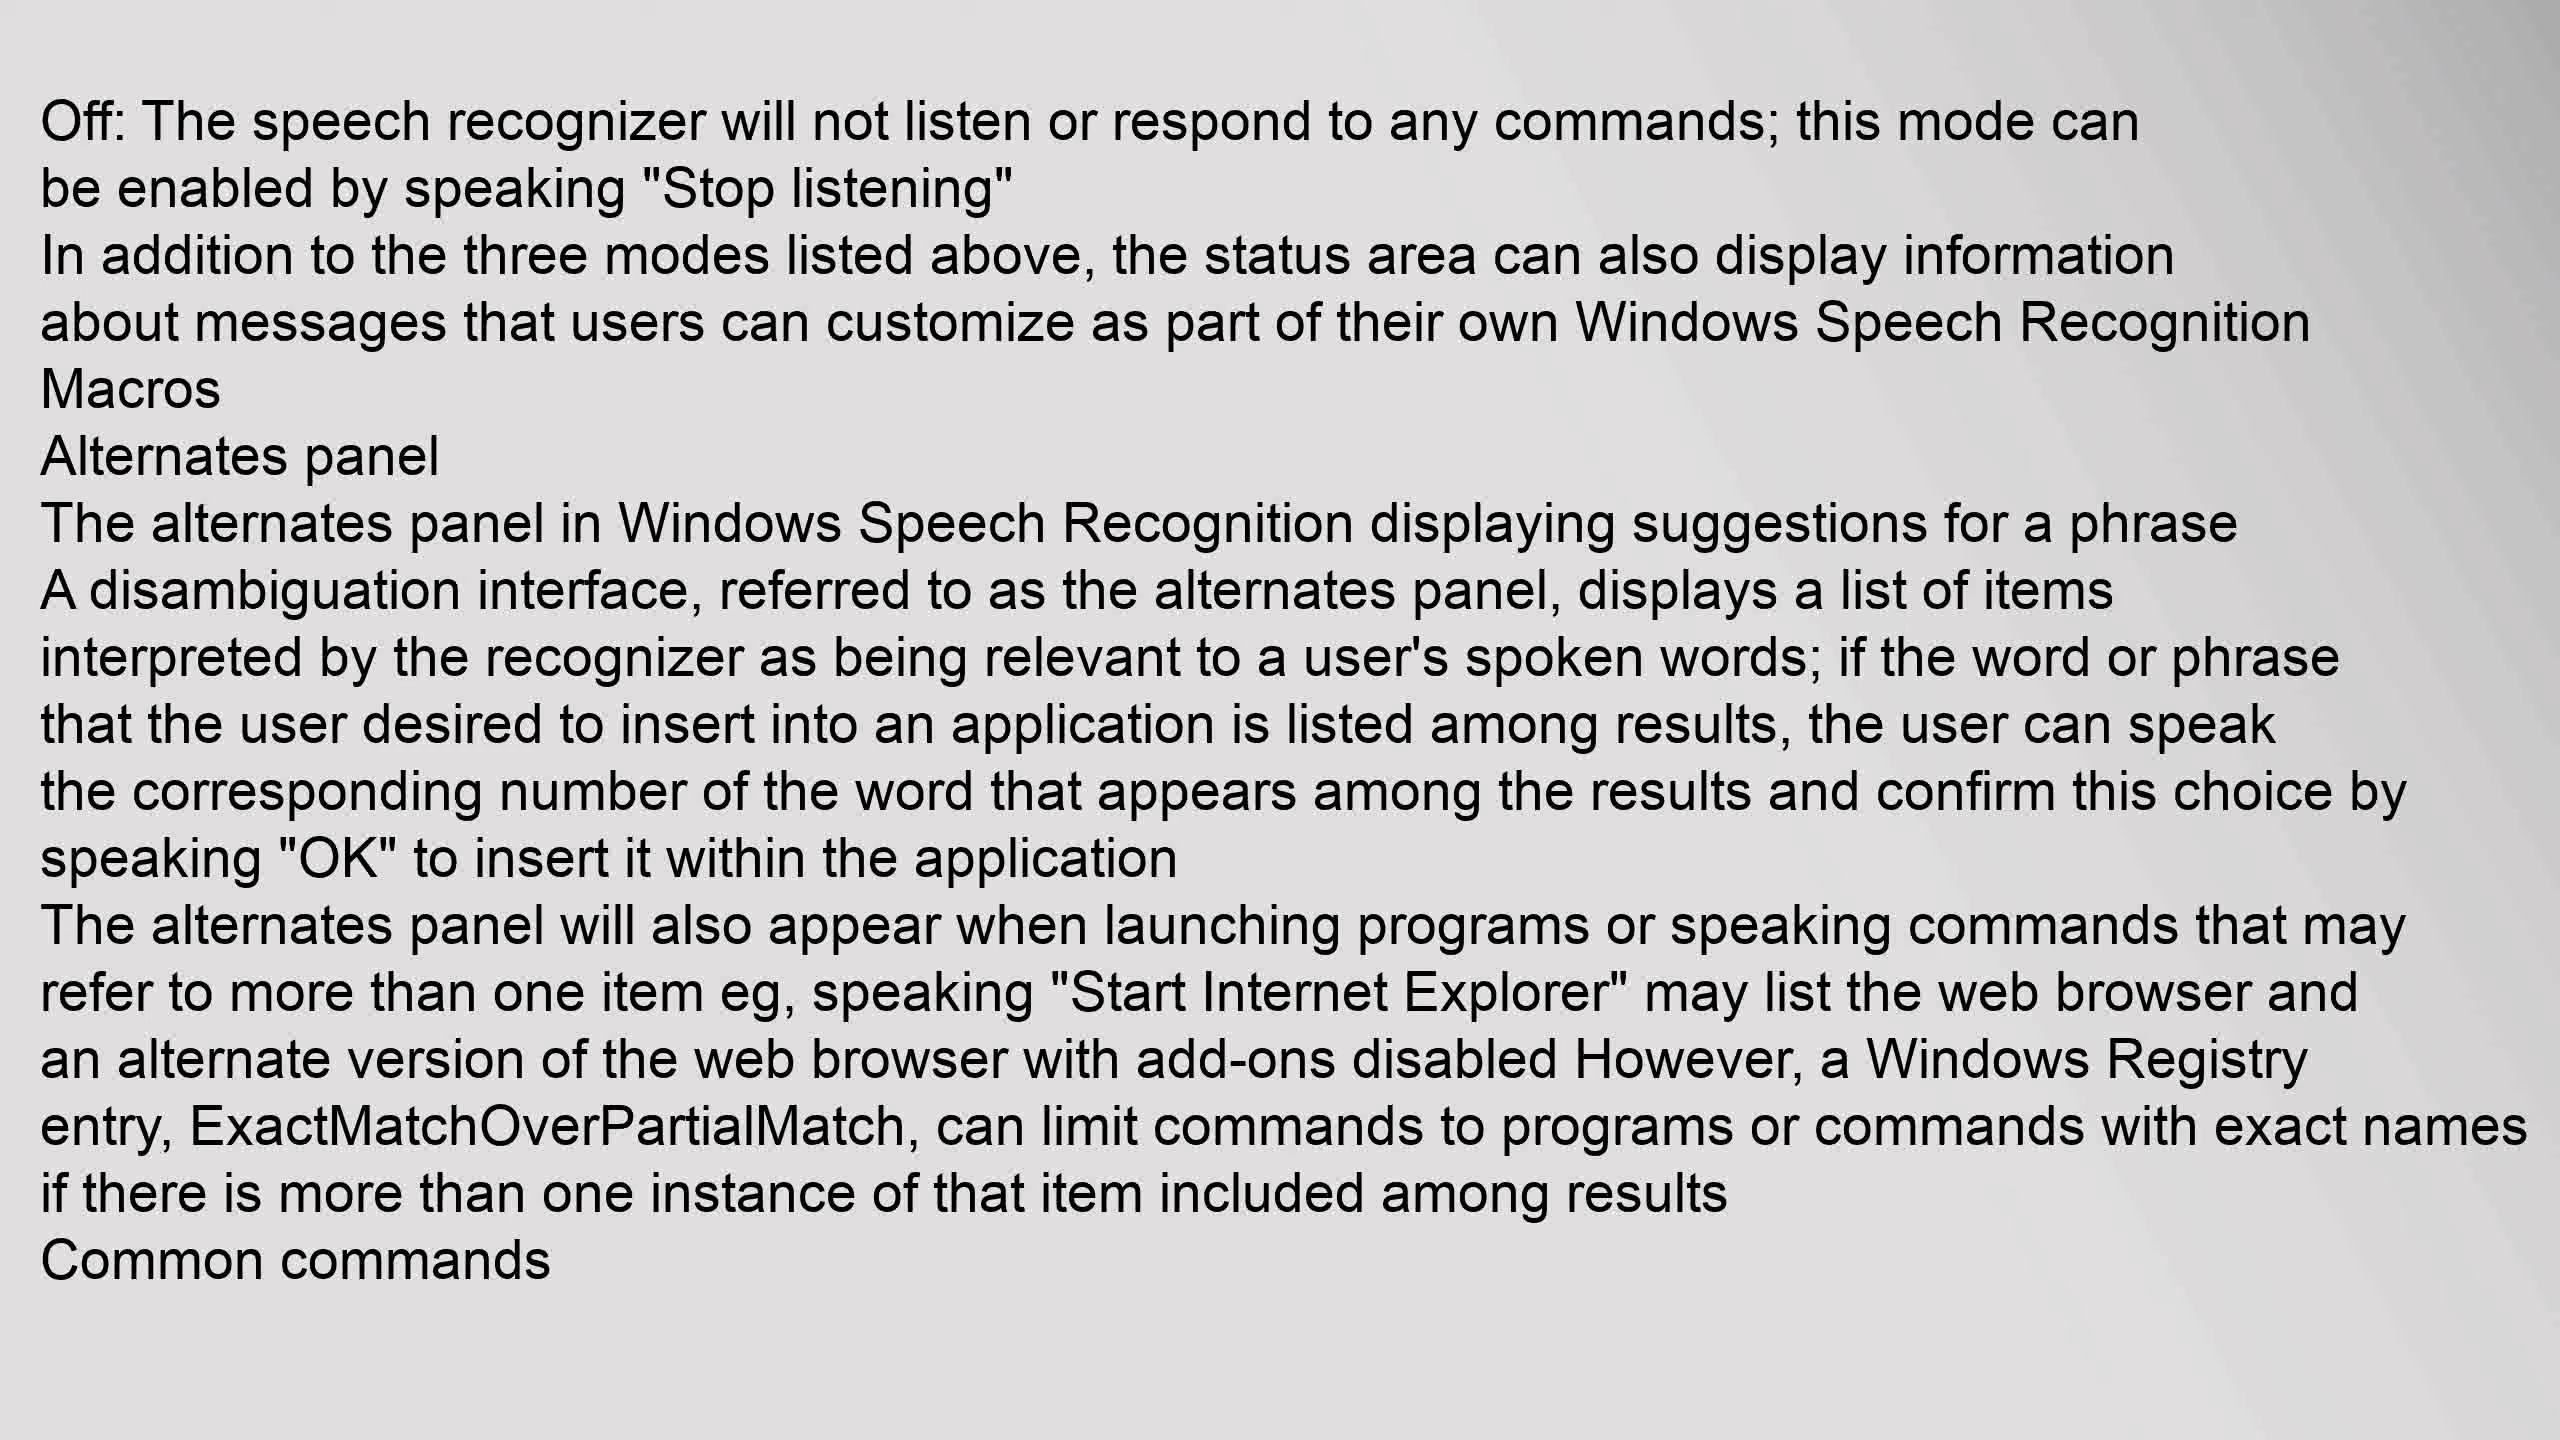 Off: The speech recognizer will not listen or respond to any commands; this mode can
be enabled by speaking "Stop listening"
In addition to the three modes listed above, the status area can also display information
about messages that users can customize as part of their own Windows Speech Recognition
Macros
Alternates panel
The alternates panel in Windows Speech Recognition displaying suggestions for a phrase
A disambiguation interface, referred to as the alternates panel, displays a list of items
interpreted by the recognizer as being relevant to a user's spoken words; if the word or phrase
that the user desired to insert into an application is listed among results, the user can speak
the corresponding number of the word that appears among the results and confirm this choice by
speaking "OK" to insert it within the application
The alternates panel will also appear when launching programs or speaking commands that may
refer to more than one item eg, speaking "Start Internet Explorer" may list the web browser and
an alternate version of the web browser with add-ons disabled However, a Windows Registry
entry, ExactMatchOverPartialMatch, can limit commands to programs or commands with exact names
if there is more than one instance of that item included among results
Common commands